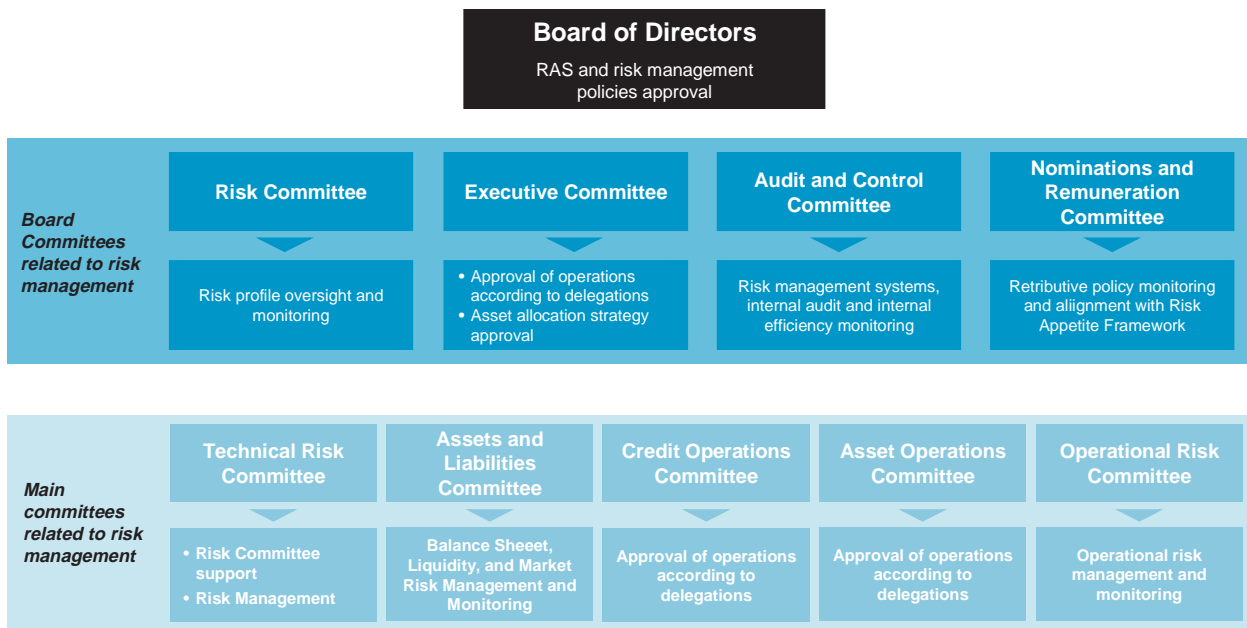 Board of Directors
RAS and risk management
policies approval
Board
Committees
related to risk
management
Risk Committee
Risk profile oversight and
monitoring
Executive Committee
• Approval of operations
according to delegations
• Asset allocation strategy
approval
Audit and Control
Committee
Risk management systems,
internal audit and internal
efficiency monitoring
Nominations and
Remuneration
Committee
Retributive policy monitoring
and aliignment with Risk
Appetite Framework
Main
committees
related to risk
management
Technical Risk
Committee
• Risk Committee
support
• Risk Management
Assets and
Liabilities
Committee
Balance Sheeet,
Liquidity, and Market
Risk Management and
Monitoring
Credit Operations
Committee
Approval of operations
according to
delegations
Asset Operations
Committee
Approval of operations
according to
delegations
Operational Risk
Committee
Operational risk
management and
monitoring